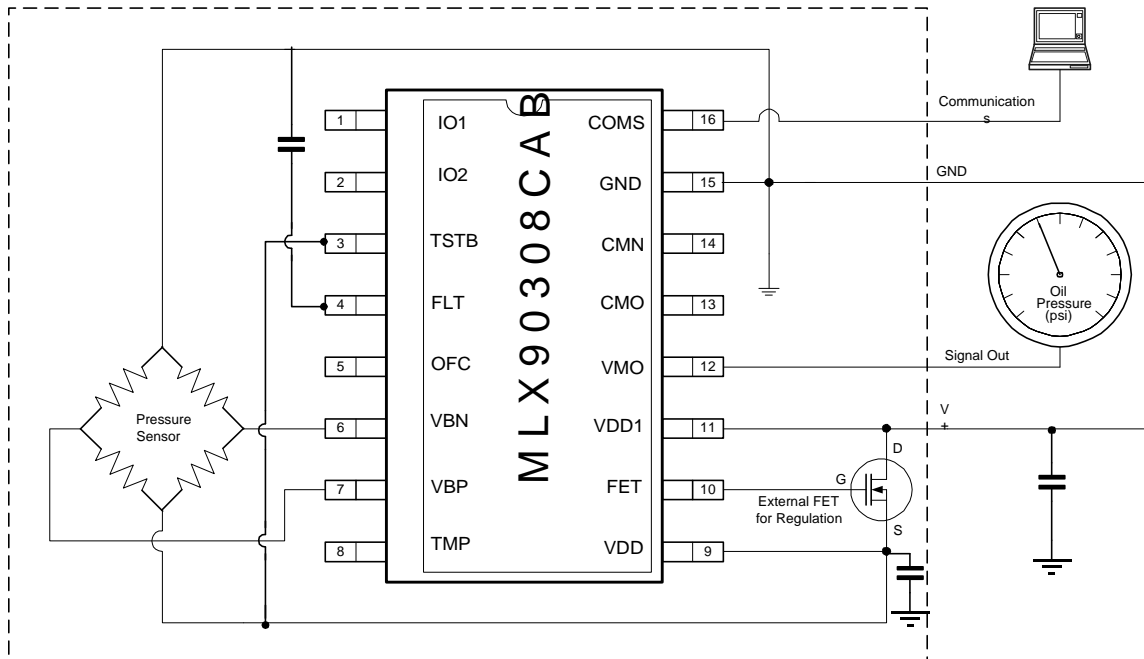 Communication
s
GND
Oil
Pressure
(psi)
Signal Out
V
+
D
G
S
External FET
for Regulation
Pressure
Sensor
MLX90308CAB
1 IO1
2 IO2
3 TSTB
4 FLT
5 OFC
6 VBN
7 VBP
8 TMP
COMS 16
GND 15
CMN 14
CMO 13
VMO 12
VDD1 11
FET 10
VDD 9